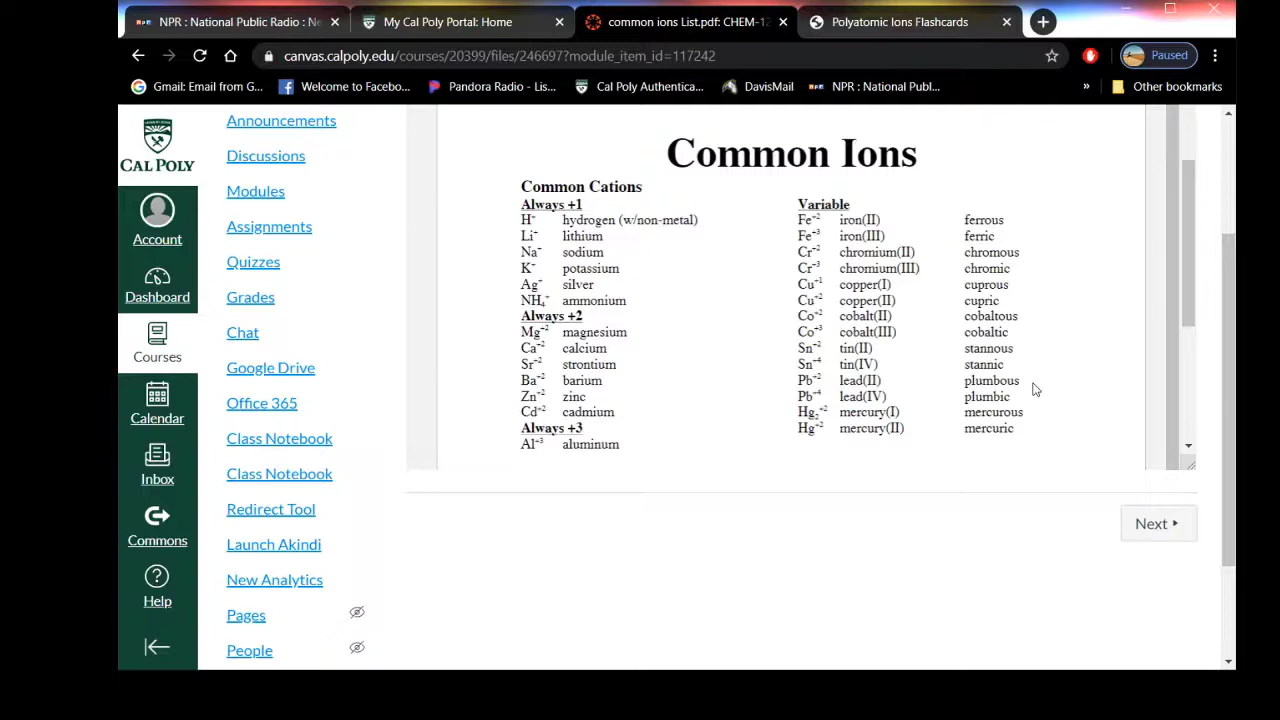 NPR : National Public Radio : Ne
My Cal Poly Portal: Home
common ions List.pdf: CHEM-12
Polyatomic Ions Flashcards
canvas.calpoly.edu/courses/20399/files/246697?module_item_id=117242
Paused
Gmail: Email from G...
Welcome to Facebo...
Pandora Radio - Lis...
Cal Poly Authentica...
DavisMail
NPR : National Publ...
»
Other bookmarks
CAL POLY
Account
Dashboard
Courses
Calendar
Inbox
Commons
Help
Announcements
Discussions
Modules
Assignments
Quizzes
Grades
Chat
Google Drive
Office 365
Class Notebook
Class Notebook
Redirect Tool
Launch Akindi
New Analytics
Pages
People
Common Ions
Common Cations
Always +1
H⁺ hydrogen (w/non-metal)
Li⁺ lithium
Na⁺ sodium
K⁺ potassium
Ag⁺ silver
NH₄⁺ ammonium
Always +2
Mg⁺² magnesium
Ca⁺² calcium
Sr⁺² strontium
Ba⁺² barium
Zn⁺² zinc
Cd⁺² cadmium
Always +3
Al⁺³ aluminum
Variable
Fe⁺² iron(II) ferrous
Fe⁺³ iron(III) ferric
Cr⁺² chromium(II) chromous
Cr⁺³ chromium(III) chromic
Cu⁺¹ copper(I) cuprous
Cu⁺² copper(II) cupric
Co⁺² cobalt(II) cobaltous
Co⁺³ cobalt(III) cobaltic
Sn⁺² tin(II) stannous
Sn⁺⁴ tin(IV) stannic
Pb⁺² lead(II) plumbous
Pb⁺⁴ lead(IV) plumbic
Hg₂⁺² mercury(I) mercurous
Hg⁺² mercury(II) mercuric
Next